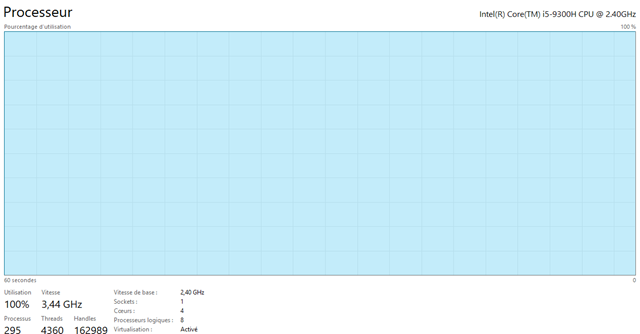 Processeur
Intel(R) Core(TM) i5-9300H CPU @ 2.40GHz
Pourcentage d'utilisation
100 %
60 secondes
0
Utilisation
Vitesse
100%
3,44 GHz
Processus
Threads
Handles
295
4360
162989
Vitesse de base :
2,40 GHz
Sockets :
1
Cœurs :
4
Processeurs logiques :
8
Virtualisation :
Activé